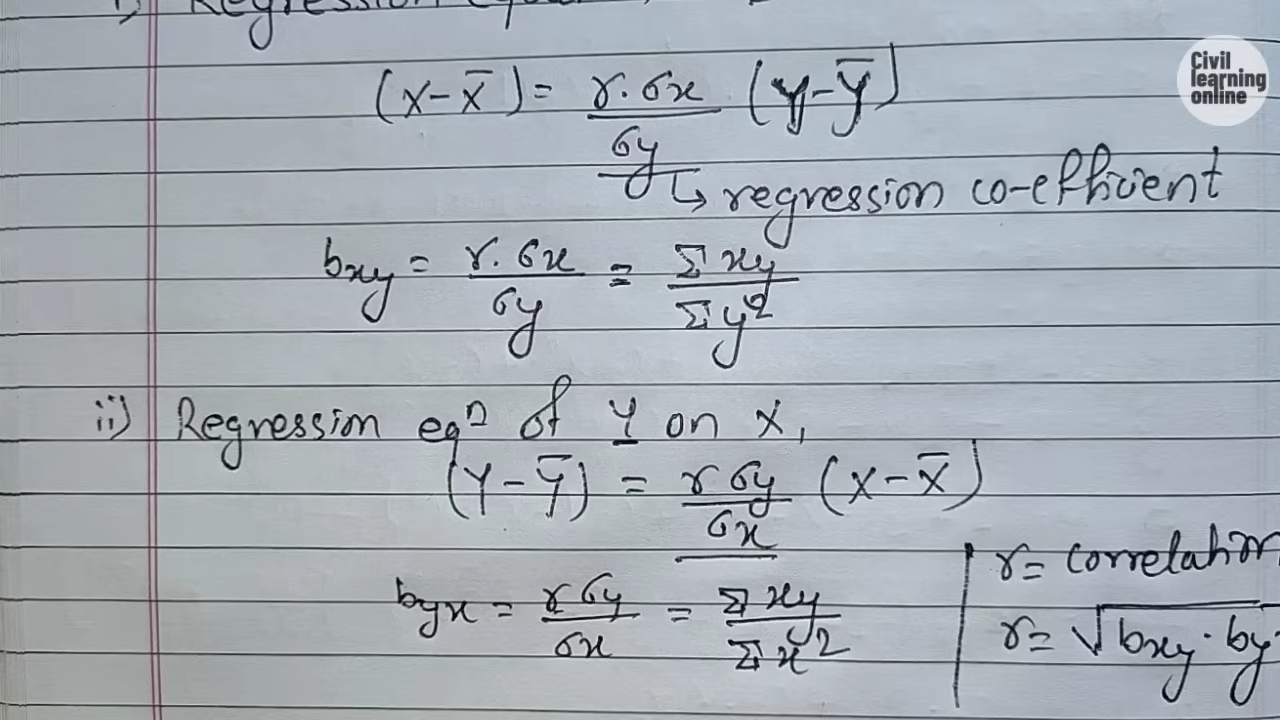 i) Regression
(X-X̄) = r.σx/σy (y-ȳ)
↳ regression co-efficient
bxy = r.σx/σy = Σxy/Σy²
ii) Regression eqⁿ of Y on X,
(Y-ȳ) = rσy/σx (X-X̄)
byx = rσy/σx = Σxy/Σx²
r= correlation
r= √bxy.by
Civil
learning
online